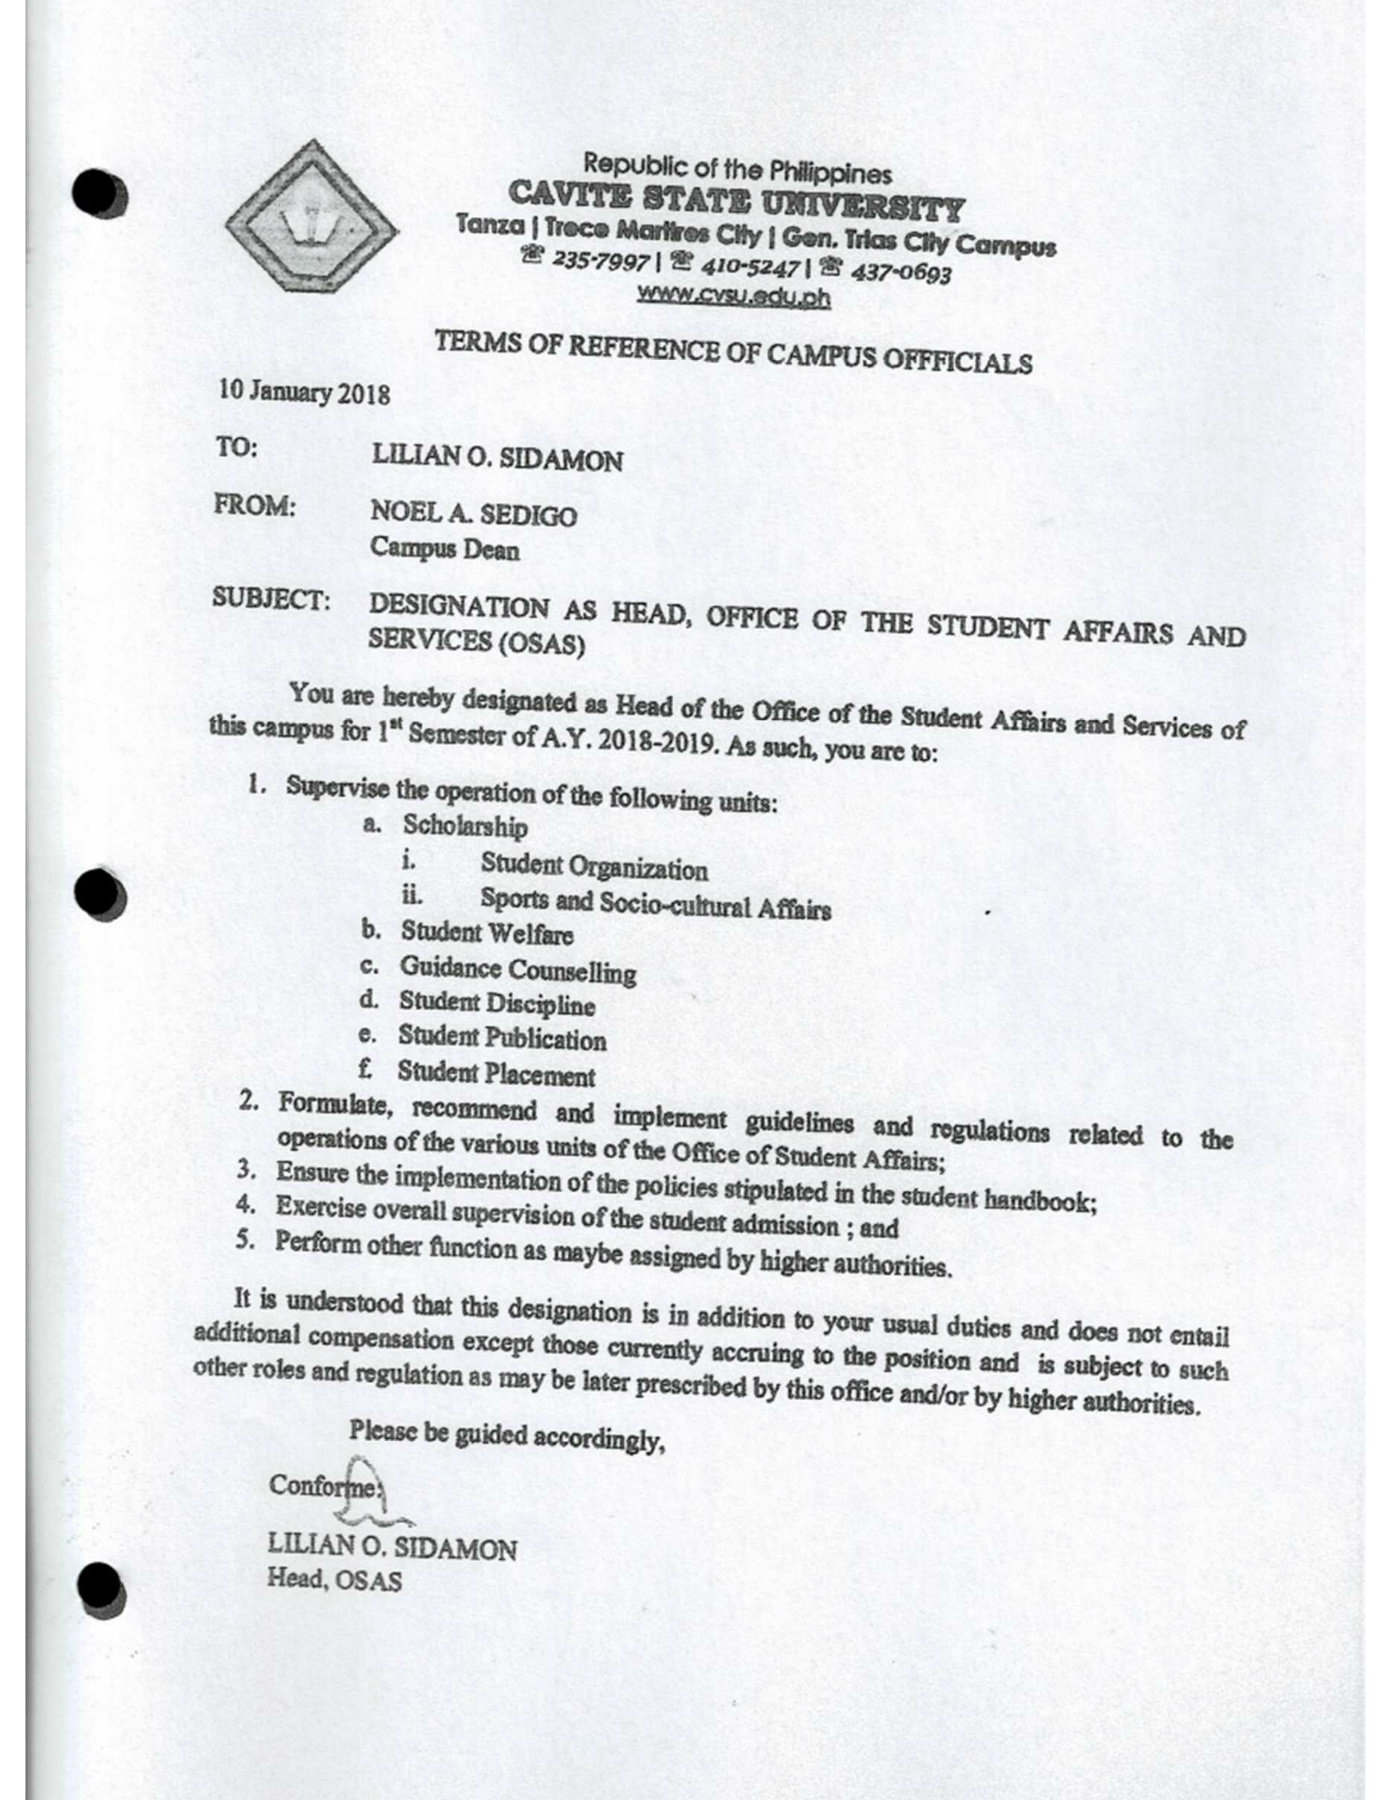 Republic of the Philippines
CAVITE STATE UNIVERSITY
Tanza | Trece Martires City | Gen. Trias City Campus
☎ 235-7997 | ☎ 410-5247 | ☎ 437-0693
www.cvsu.edu.ph
TERMS OF REFERENCE OF CAMPUS OFFFICIALS
10 January 2018
TO: LILIAN O. SIDAMON
FROM: NOEL A. SEDIGO
Campus Dean
SUBJECT: DESIGNATION AS HEAD, OFFICE OF THE STUDENT AFFAIRS AND
SERVICES (OSAS)
You are hereby designated as Head of the Office of the Student Affairs and Services of
this campus for 1st Semester of A.Y. 2018-2019. As such, you are to:
1. Supervise the operation of the following units:
a. Scholarship
i. Student Organization
ii. Sports and Socio-cultural Affairs
b. Student Welfare
c. Guidance Counselling
d. Student Discipline
e. Student Publication
f. Student Placement
2. Formulate, recommend and implement guidelines and regulations related to the
operations of the various units of the Office of Student Affairs;
3. Ensure the implementation of the policies stipulated in the student handbook;
4. Exercise overall supervision of the student admission ; and
5. Perform other function as maybe assigned by higher authorities.
It is understood that this designation is in addition to your usual duties and does not entail
additional compensation except those currently accruing to the position and is subject to such
other roles and regulation as may be later prescribed by this office and/or by higher authorities.
Please be guided accordingly,
Conforme:
LILIAN O. SIDAMON
Head, OSAS